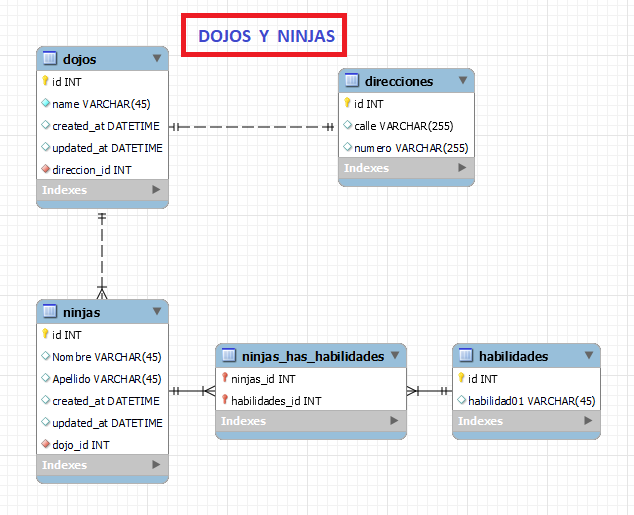 DOJOS Y NINJAS
dojos
id INT
name VARCHAR(45)
created_at DATETIME
updated_at DATETIME
direccion_id INT
Indexes
direcciones
id INT
calle VARCHAR(255)
numero VARCHAR(255)
Indexes
ninjas
id INT
Nombre VARCHAR(45)
Apellido VARCHAR(45)
created_at DATETIME
updated_at DATETIME
dojo_id INT
Indexes
ninjas_has_habilidades
ninjas_id INT
habilidades_id INT
Indexes
habilidades
id INT
habilidad01 VARCHAR(45)
Indexes